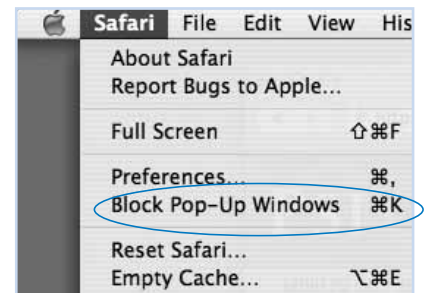 Safari File Edit View His
About Safari
Report Bugs to Apple...
Full Screen ⇧⌘F
Preferences... ⌘,
Block Pop-Up Windows ⌘K
Reset Safari...
Empty Cache... ⌥⌘E